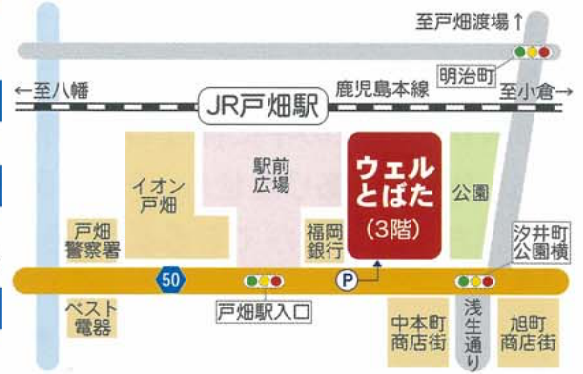 至戸畑渡場↑
明治町
←至八幡
鹿児島本線
至小倉→
JR戸畑駅
イオン
戸畑
駅前
広場
ウェル
とばた
(3階)
公園
戸畑
警察署
福岡
銀行
汐井町
公園横
50
P
戸畑駅入口
ベスト
電器
中本町
商店街
浅生通り
旭町
商店街